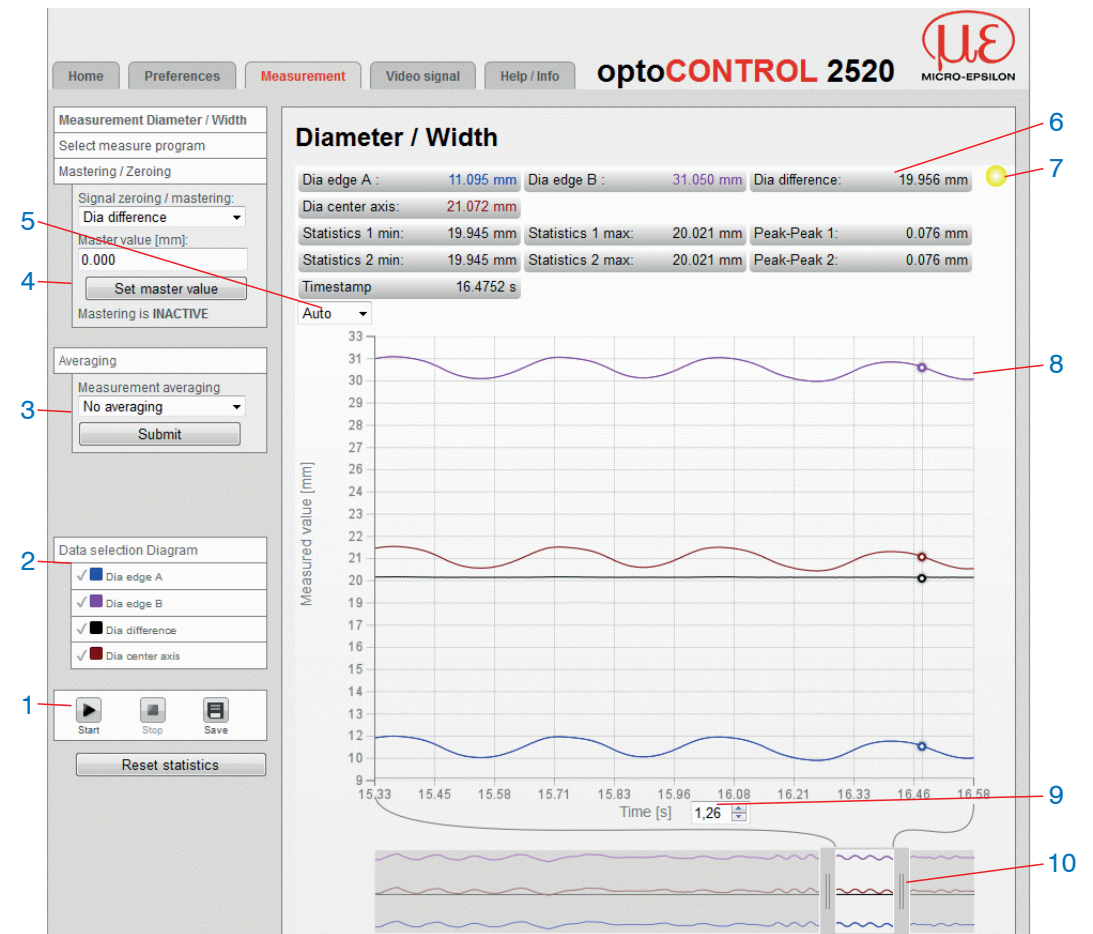 µε
MICRO-EPSILON
Home Preferences Measurement Video signal Help / Info optoCONTROL 2520
Measurement Diameter / Width
Select measure program
Mastering / Zeroing
Signal zeroing / mastering:
Dia difference
Master value [mm]:
0.000
Set master value
Mastering is INACTIVE
5
4
Averaging
Measurement averaging
No averaging
Submit
3
Data selection Diagram
Dia edge A
Dia edge B
Dia difference
Dia center axis
2
1
Start Stop Save
Reset statistics
Diameter / Width
6
7
Dia edge A : 11.095 mm Dia edge B : 31.050 mm Dia difference: 19.956 mm
Dia center axis: 21.072 mm
Statistics 1 min: 19.945 mm Statistics 1 max: 20.021 mm Peak-Peak 1: 0.076 mm
Statistics 2 min: 19.945 mm Statistics 2 max: 20.021 mm Peak-Peak 2: 0.076 mm
Timestamp 16.4752 s
Auto
Measured value [mm]
33
31
30
29
28
27
26
24
23
22
21
20
19
17
16
15
14
13
12
10
9
8
15.33 15.45 15.58 15.71 15.83 15.96 16.08 16.21 16.33 16.46 16.58
Time [s] 1,26
9
10